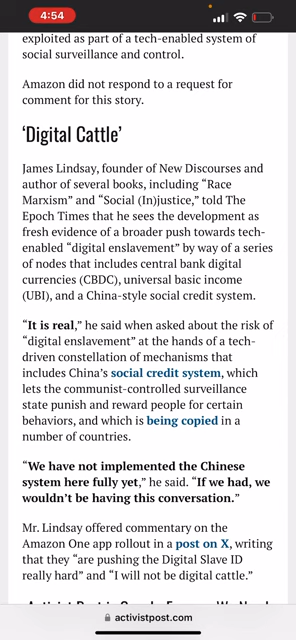 4:54
exploited as part of a tech-enabled system of
social surveillance and control.
Amazon did not respond to a request for
comment for this story.
‘Digital Cattle’
James Lindsay, founder of New Discourses and
author of several books, including “Race
Marxism” and “Social (In)justice,” told The
Epoch Times that he sees the development as
fresh evidence of a broader push towards tech-
enabled “digital enslavement” by way of a series
of nodes that includes central bank digital
currencies (CBDC), universal basic income
(UBI), and a China-style social credit system.
“It is real,” he said when asked about the risk of
“digital enslavement” at the hands of a tech-
driven constellation of mechanisms that
includes China’s social credit system, which
lets the communist-controlled surveillance
state punish and reward people for certain
behaviors, and which is being copied in a
number of countries.
“We have not implemented the Chinese
system here fully yet,” he said. “If we had, we
wouldn’t be having this conversation.”
Mr. Lindsay offered commentary on the
Amazon One app rollout in a post on X, writing
that they “are pushing the Digital Slave ID
really hard” and “I will not be digital cattle.”
activistpost.com